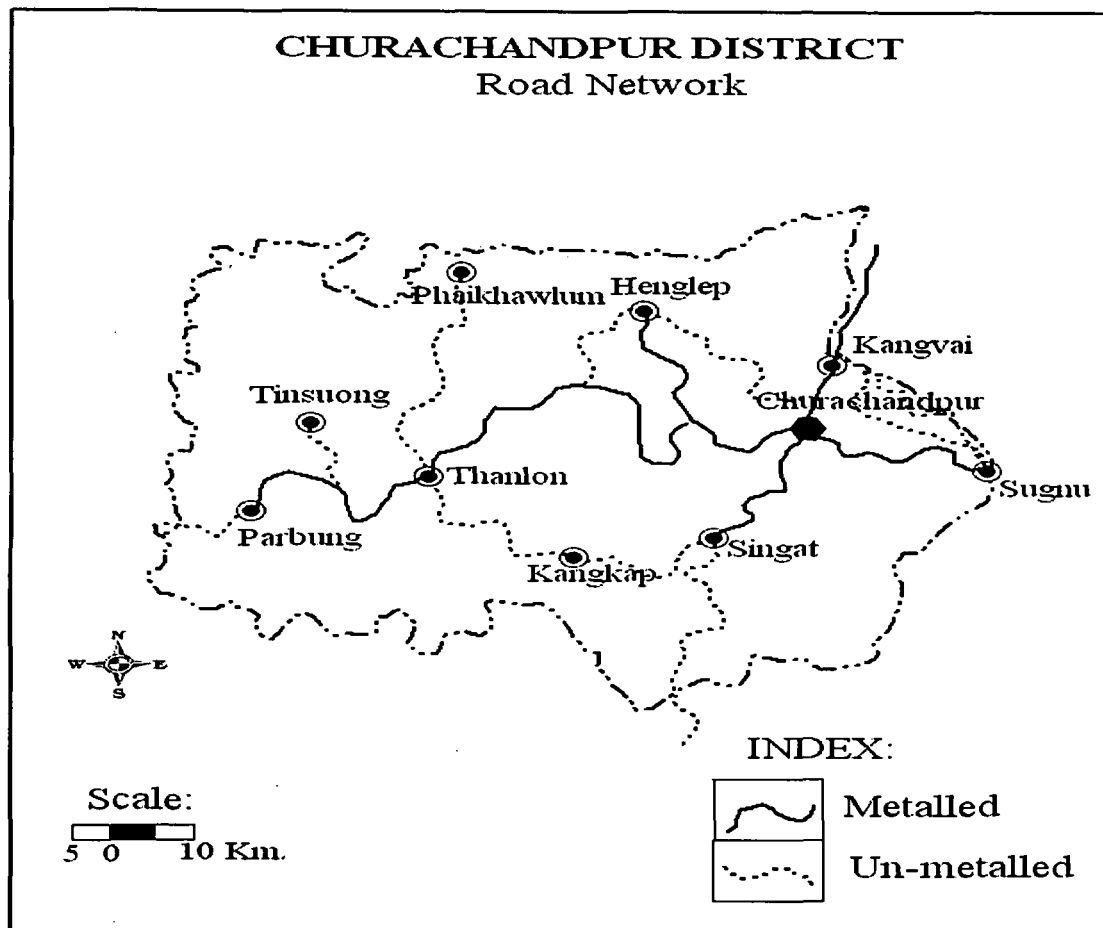 CHURACHANDPUR DISTRICT
Road Network
Phaikhawlum
Henglep
Kangvai
Tinsuong
Churachandpur
Thanlon
Sugnu
Parbung
Singat
Kangkap
N
W E
S
INDEX:
Scale:
Metalled
5 0 10 Km.
Un-metalled